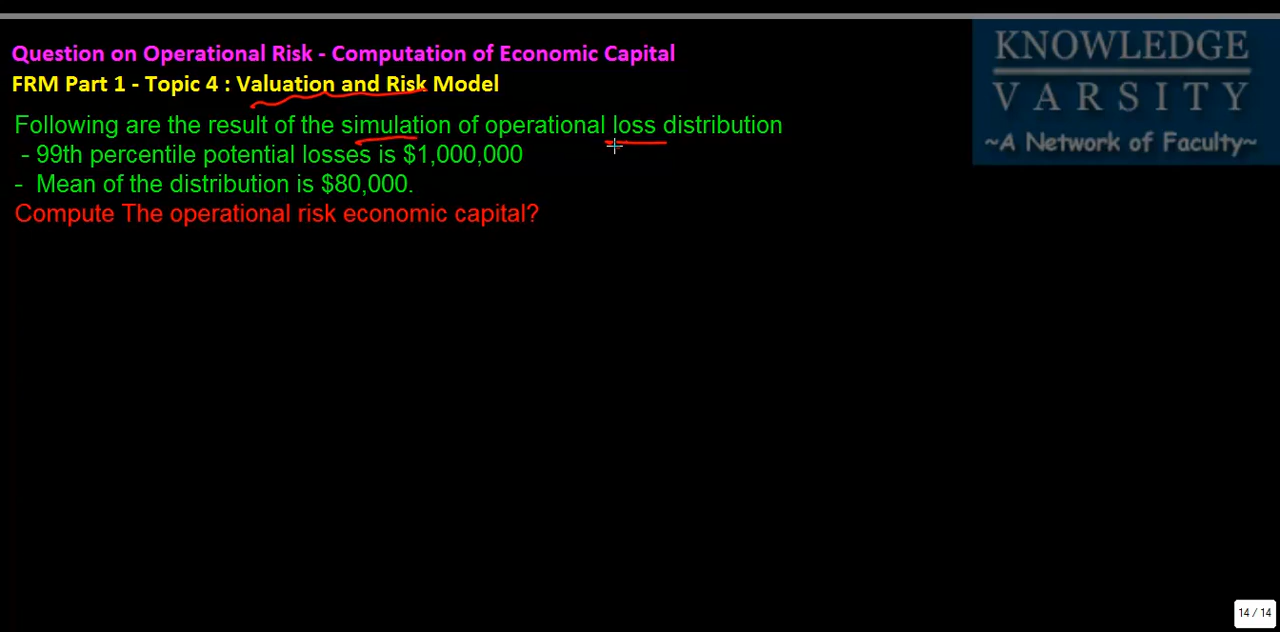 Question on Operational Risk - Computation of Economic Capital
FRM Part 1 - Topic 4 : Valuation and Risk Model
Following are the result of the simulation of operational loss distribution
- 99th percentile potential losses is $1,000,000
- Mean of the distribution is $80,000.
Compute The operational risk economic capital?
KNOWLEDGE
VARSITY
~A Network of Faculty~
14 / 14